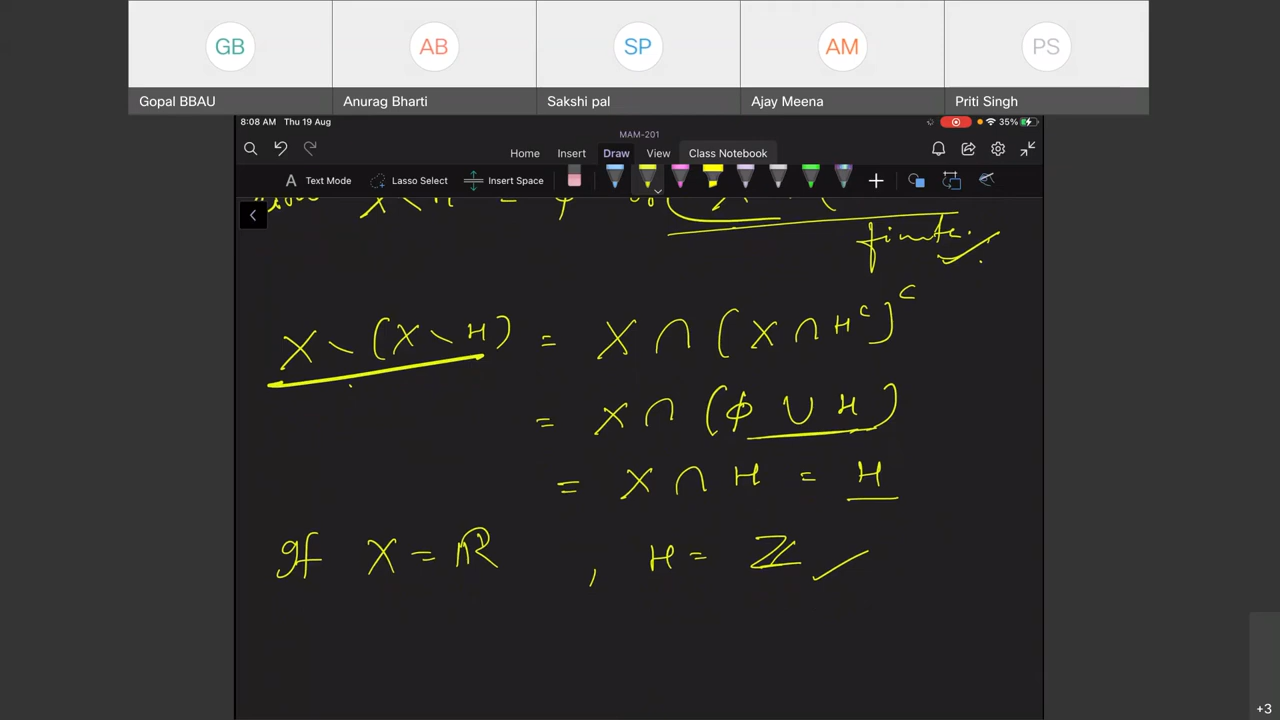 GB AB SP AM PS
Gopal BBAU Anurag Bharti Sakshi pal Ajay Meena Priti Singh
8:08 AM Thu 19 Aug 35%
MAM-201
Home Insert Draw View Class Notebook
Text Mode Lasso Select Insert Space
X \ H = φ or
finite.
X \ (X \ H) = X ∩ (X ∩ H^c)^c
= X ∩ (φ ∪ H)
= X ∩ H = H
If X = ℝ , H = ℤ
+3